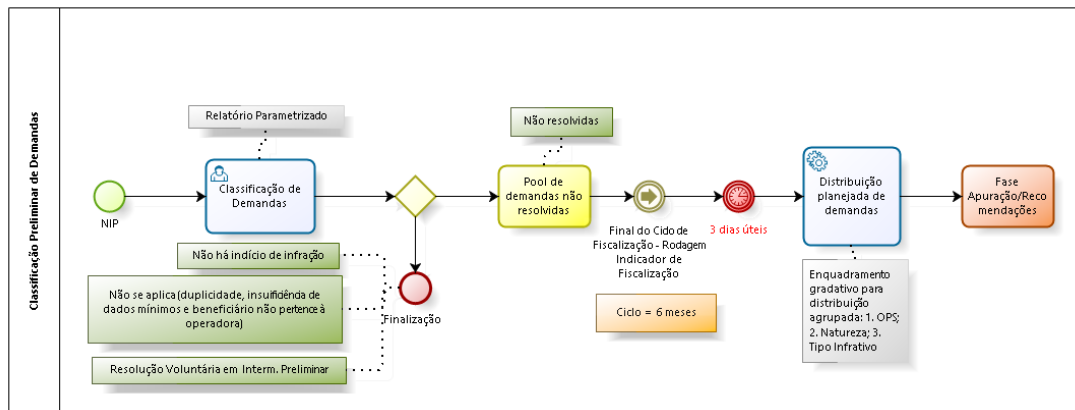 Classificação Preliminar de Demandas
Relatório Parametrizado
Não resolvidas
NIP
Classificação de
Demandas
Pool de
demandas não
resolvidas
Final do Ciclo de
Fiscalização - Rodagem
Indicador de
Fiscalização
3 dias úteis
Distribuição
planejada de
demandas
Fase
Apuração/Reco
mendações
Não há indício de infração
Não se aplica (duplicidade, insuficiência de
dados mínimos e beneficiário não pertence à
operadora)
Resolução Voluntária em Interm. Preliminar
Finalização
Ciclo = 6 meses
Enquadramento
gradativo para
distribuição
agrupada: 1. OPS;
2. Natureza; 3.
Tipo Infrativo